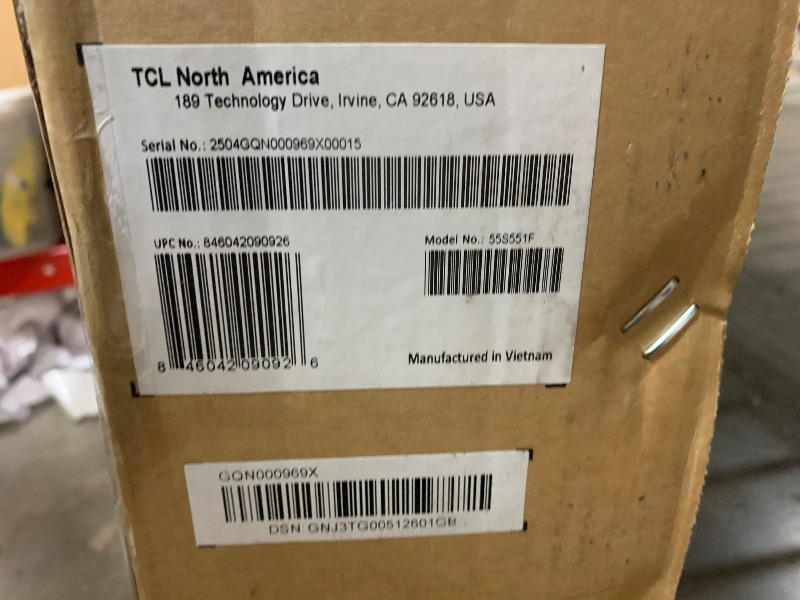 TCL North America
189 Technology Drive, Irvine, CA 92618, USA
Serial No.: 2504GQN000969X00015
UPC No.: 846042090926
Model No.: 55S551F
8 46042 09092 6
Manufactured in Vietnam
GQN000969X
DSN: GNJ3TG00512601GB